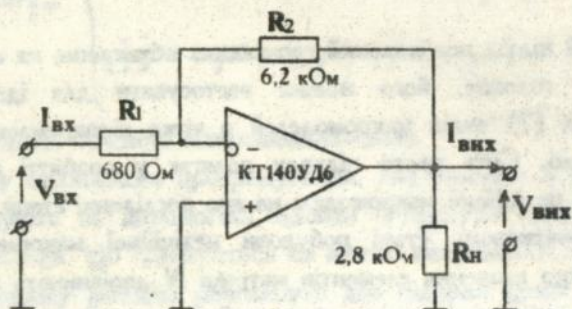 R2
6,2 кОм
Iвх
R1
Iвих
680 Ом
−
КТ140УД6
Vвх
+
Vвих
2,8 кОм
Rн